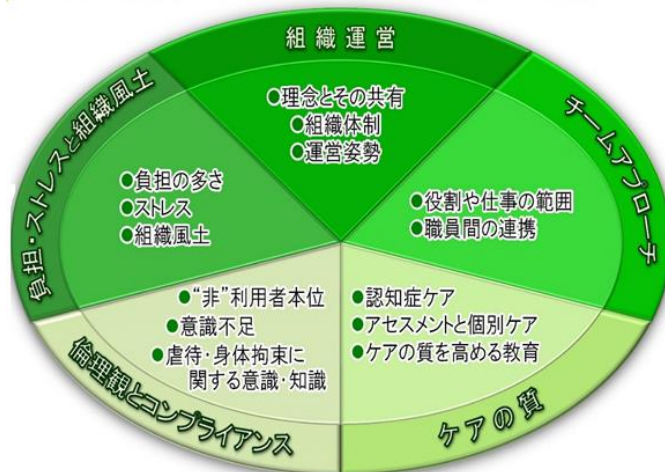 組織運営
●理念とその共有
●組織体制
●運営姿勢
チームアプローチ
●役割や仕事の範囲
●職員間の連携
ケアの質
●認知症ケア
●アセスメントと個別ケア
●ケアの質を高める教育
倫理観とコンプライアンス
●“非”利用者本位
●意識不足
●虐待・身体拘束に
関する意識・知識
負担・ストレスと組織風土
●負担の多さ
●ストレス
●組織風土